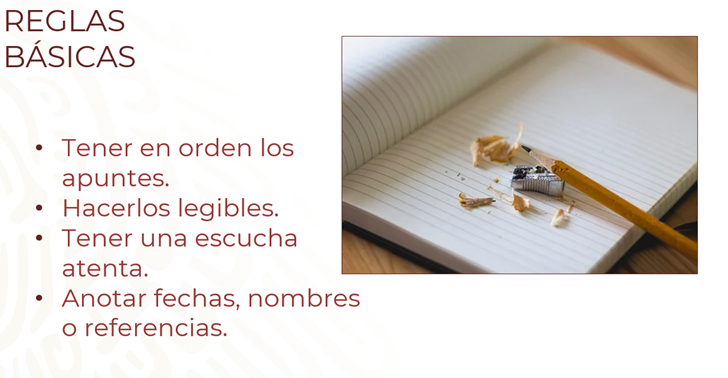 REGLAS
BÁSICAS
• Tener en orden los
apuntes.
• Hacerlos legibles.
• Tener una escucha
atenta.
• Anotar fechas, nombres
o referencias.